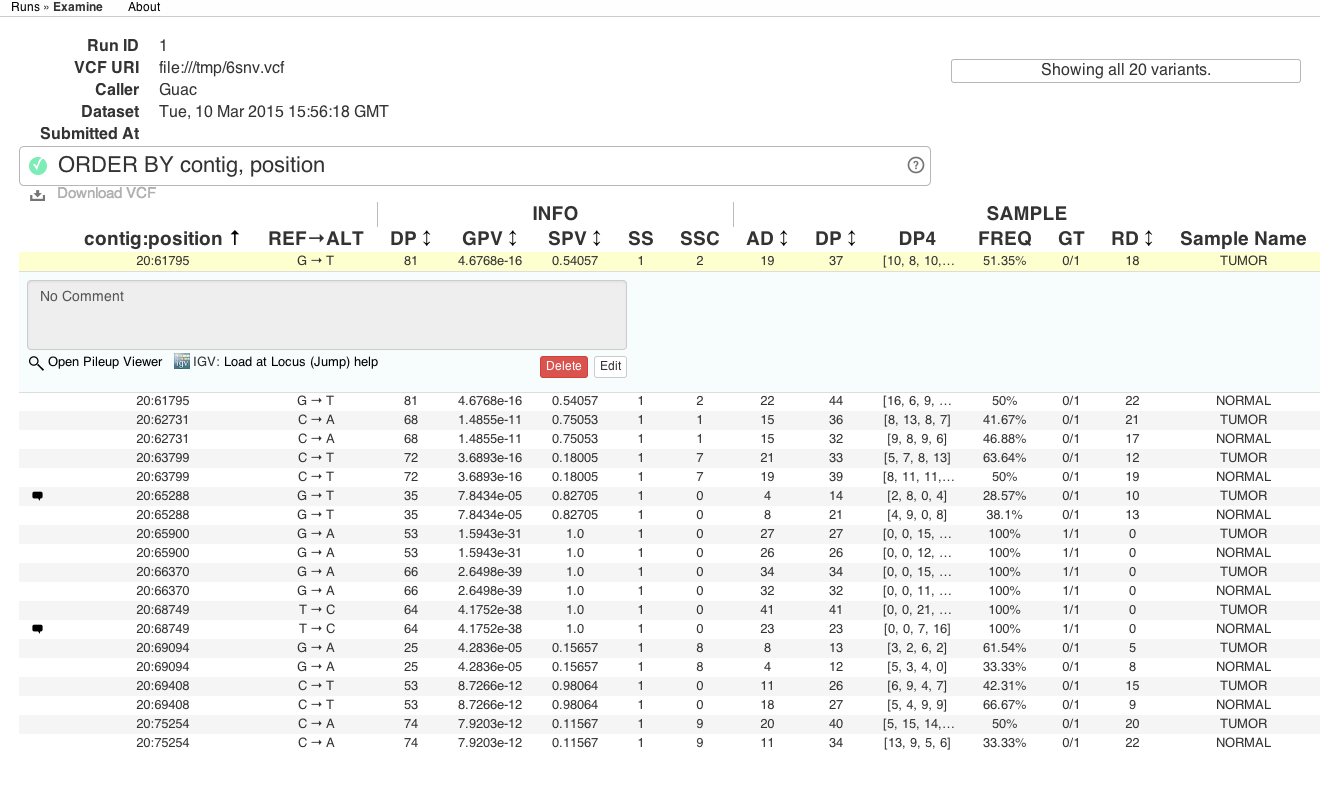 Runs » Examine About
Run ID 1
VCF URI file:///tmp/6snv.vcf
Showing all 20 variants.
Caller Guac
Dataset Tue, 10 Mar 2015 15:56:18 GMT
Submitted At
ORDER BY contig, position ?
Download VCF
INFO SAMPLE
contig:position ↑ REF→ALT DP ↕ GPV ↕ SPV ↕ SS SSC AD ↕ DP ↕ DP4 FREQ GT RD ↕ Sample Name
20:61795 G → T 81 4.6768e-16 0.54057 1 2 19 37 [10, 8, 10,... 51.35% 0/1 18 TUMOR
No Comment
Open Pileup Viewer IGV: Load at Locus (Jump) help Delete Edit
20:61795 G → T 81 4.6768e-16 0.54057 1 2 22 44 [16, 6, 9, ... 50% 0/1 22 NORMAL
20:62731 C → A 68 1.4855e-11 0.75053 1 1 15 36 [8, 13, 8, 7] 41.67% 0/1 21 TUMOR
20:62731 C → A 68 1.4855e-11 0.75053 1 1 15 32 [9, 8, 9, 6] 46.88% 0/1 17 NORMAL
20:63799 C → T 72 3.6893e-16 0.18005 1 7 21 33 [5, 7, 8, 13] 63.64% 0/1 12 TUMOR
20:63799 C → T 72 3.6893e-16 0.18005 1 7 19 39 [8, 11, 11,... 50% 0/1 19 NORMAL
20:65288 G → T 35 7.8434e-05 0.82705 1 0 4 14 [2, 8, 0, 4] 28.57% 0/1 10 TUMOR
20:65288 G → T 35 7.8434e-05 0.82705 1 0 8 21 [4, 9, 0, 8] 38.1% 0/1 13 NORMAL
20:65900 G → A 53 1.5943e-31 1.0 1 0 27 27 [0, 0, 15, ... 100% 1/1 0 TUMOR
20:65900 G → A 53 1.5943e-31 1.0 1 0 26 26 [0, 0, 12, ... 100% 1/1 0 NORMAL
20:66370 G → A 66 2.6498e-39 1.0 1 0 34 34 [0, 0, 15, ... 100% 1/1 0 TUMOR
20:66370 G → A 66 2.6498e-39 1.0 1 0 32 32 [0, 0, 11, ... 100% 1/1 0 NORMAL
20:68749 T → C 64 4.1752e-38 1.0 1 0 41 41 [0, 0, 21, ... 100% 1/1 0 TUMOR
20:68749 T → C 64 4.1752e-38 1.0 1 0 23 23 [0, 0, 7, 16] 100% 1/1 0 NORMAL
20:69094 G → A 25 4.2836e-05 0.15657 1 8 8 13 [3, 2, 6, 2] 61.54% 0/1 5 TUMOR
20:69094 G → A 25 4.2836e-05 0.15657 1 8 4 12 [5, 3, 4, 0] 33.33% 0/1 8 NORMAL
20:69408 C → T 53 8.7266e-12 0.98064 1 0 11 26 [6, 9, 4, 7] 42.31% 0/1 15 TUMOR
20:69408 C → T 53 8.7266e-12 0.98064 1 0 18 27 [5, 4, 9, 9] 66.67% 0/1 9 NORMAL
20:75254 C → A 74 7.9203e-12 0.11567 1 9 20 40 [5, 15, 14,... 50% 0/1 20 TUMOR
20:75254 C → A 74 7.9203e-12 0.11567 1 9 11 34 [13, 9, 5, 6] 33.33% 0/1 22 NORMAL